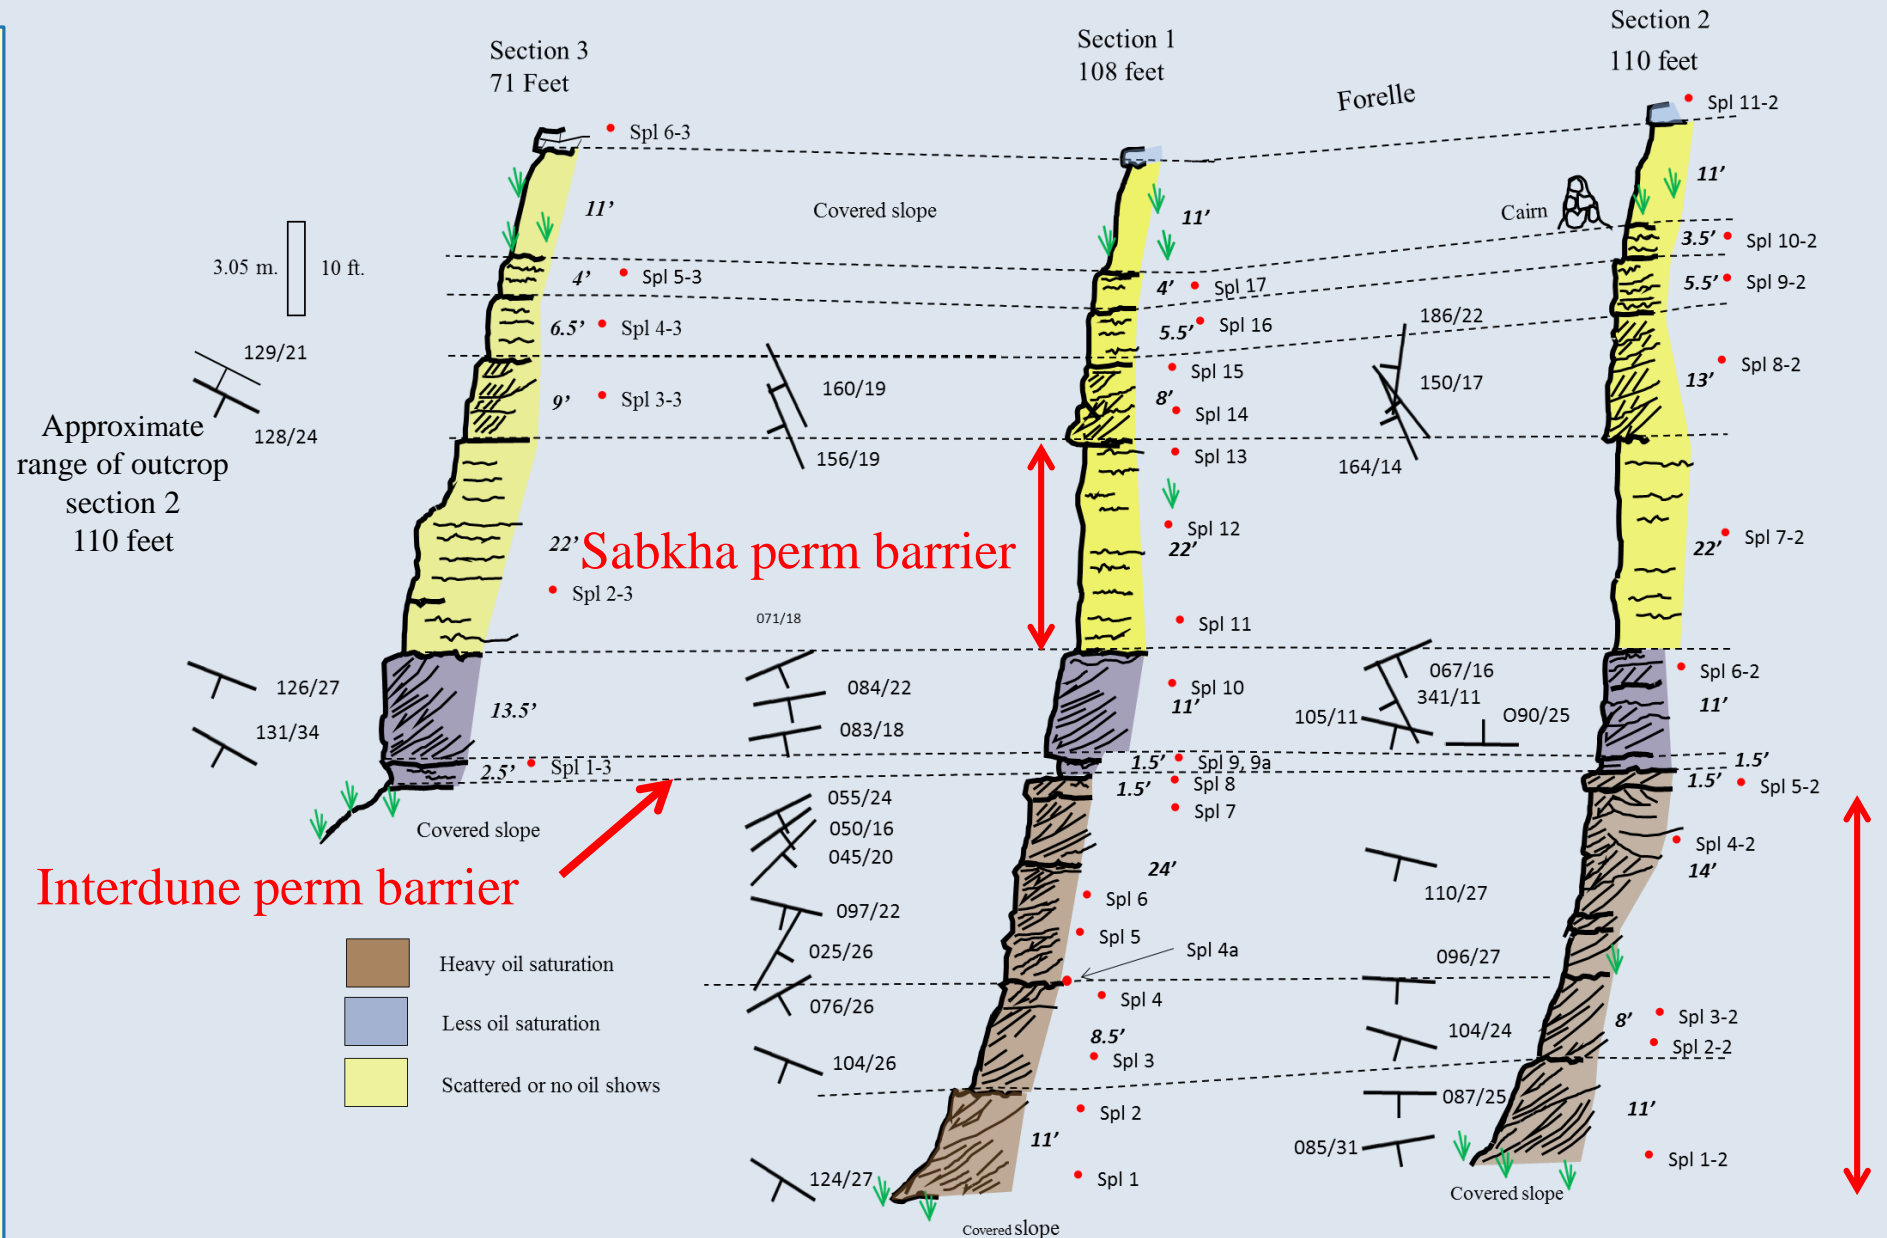 Section 3
71 Feet
Section 1
108 feet
Section 2
110 feet
Forelle
Spl 6-3
Spl 11-2
11’
Covered slope
11’
Cairn
11’
3.05 m.
10 ft.
4’
Spl 5-3
4’
Spl 17
3.5’
Spl 10-2
6.5’
Spl 4-3
5.5’
Spl 16
5.5’
Spl 9-2
129/21
128/24
9’
Spl 3-3
160/19
156/19
Spl 15
8’
Spl 14
186/22
150/17
164/14
13’
Spl 8-2
Approximate
range of outcrop
section 2
110 feet
Spl 13
Sabkha perm barrier
22’
Spl 2-3
Spl 12
22’
Spl 11
22’
Spl 7-2
071/18
126/27
131/34
13.5’
084/22
083/18
Spl 10
11’
067/16
341/11
105/11
O90/25
Spl 6-2
11’
2.5’
Spl 1-3
1.5’
Spl 9, 9a
1.5’
Spl 8
Spl 7
1.5’
1.5’
Spl 5-2
Covered slope
055/24
050/16
045/20
Interdune perm barrier
24’
Spl 4-2
14’
110/27
097/22
025/26
Spl 6
Spl 5
Spl 4a
096/27
Heavy oil saturation
Less oil saturation
Scattered or no oil shows
076/26
104/26
Spl 4
8.5’
Spl 3
104/24
8’
Spl 3-2
Spl 2-2
Spl 2
11’
Spl 1
124/27
087/25
085/31
11’
Spl 1-2
Covered slope
Covered slope